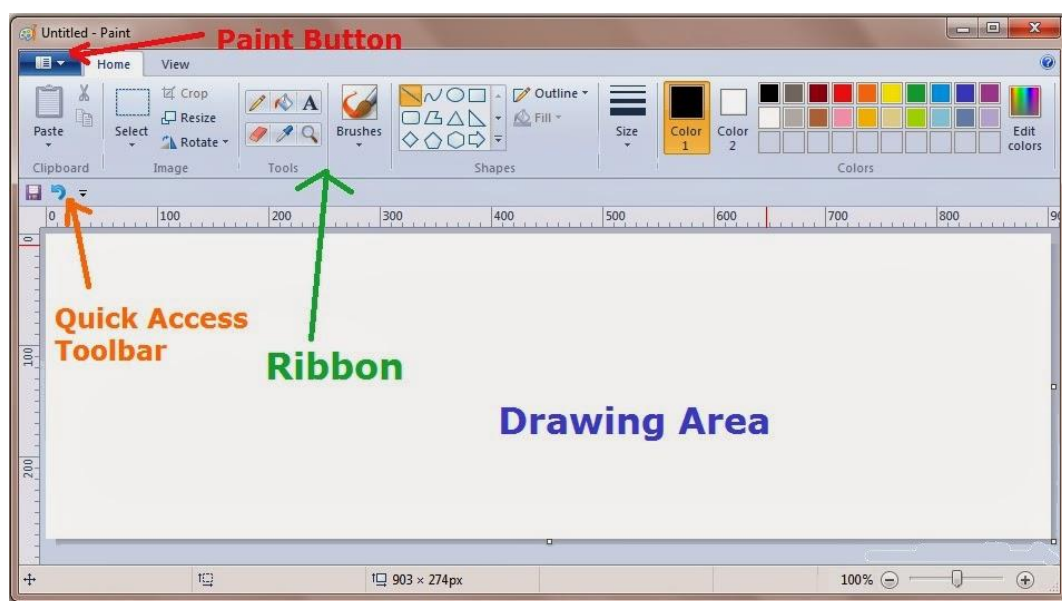 Untitled - Paint
Paint Button
Home View
Crop
Resize
Rotate
A
Paste
Select
Brushes
Outline
Fill
Size
Color 1
Color 2
Edit colors
Clipboard Image Tools Shapes Colors
0 100 200 300 400 500 600 700 800 90
0
100
200
Quick Access
Toolbar
Ribbon
Drawing Area
903 × 274px
100%